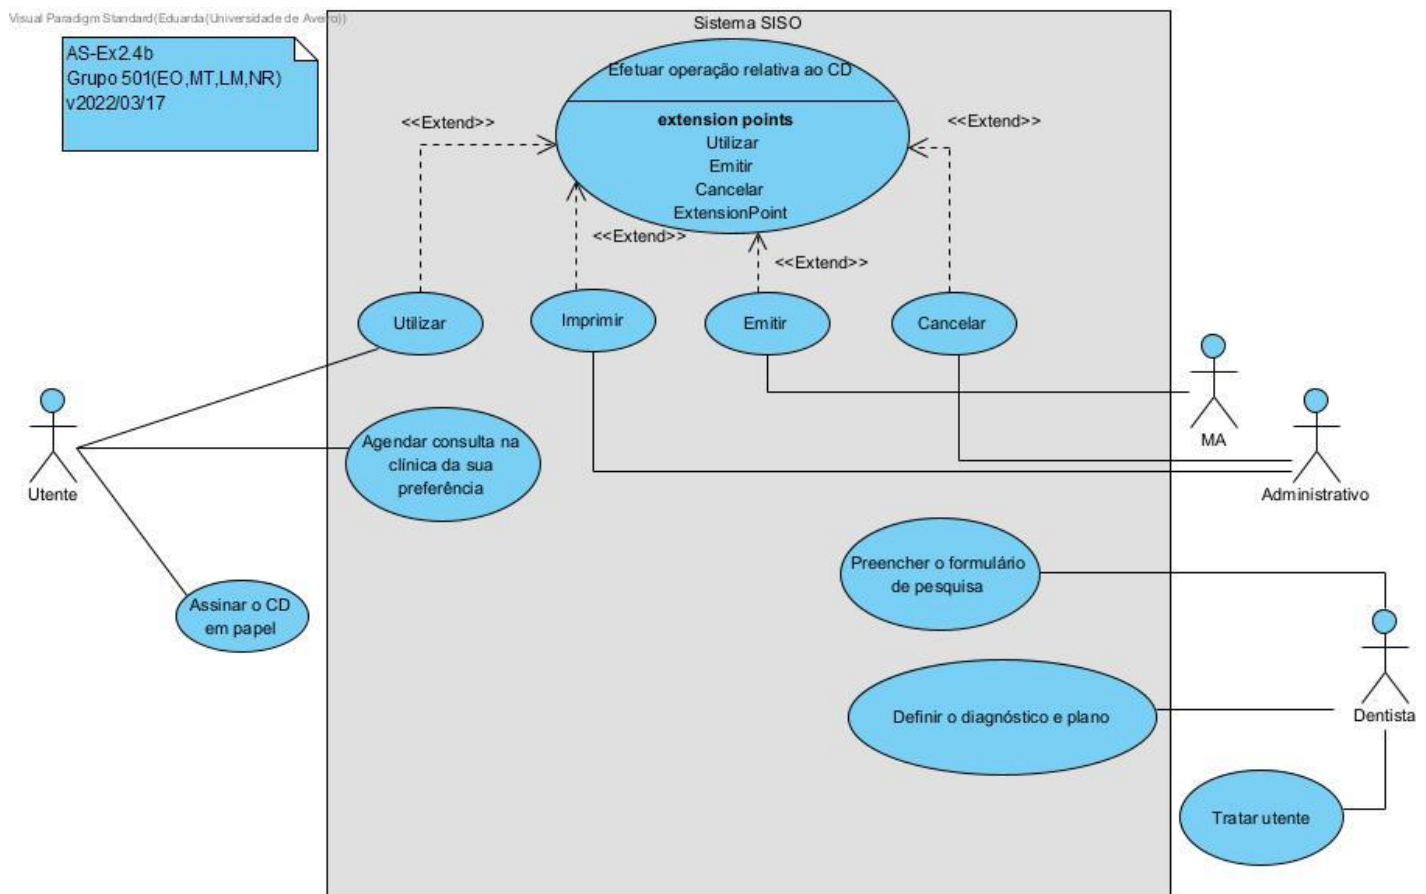 Visual Paradigm Standard(Eduarda(Universidade de Aveiro))
Sistema SISO
AS-Ex2.4b
Grupo 501(EO,MT,LM,NR)
v2022/03/17
Efetuar operação relativa ao CD
extension points
Utilizar
Emitir
Cancelar
ExtensionPoint
<<Extend>>
<<Extend>>
<<Extend>>
<<Extend>>
Utilizar
Imprimir
Emitir
Cancelar
MA
Administrativo
Utente
Agendar consulta na
clínica da sua
preferência
Assinar o CD
em papel
Preencher o formulário
de pesquisa
Definir o diagnóstico e plano
Dentista
Tratar utente